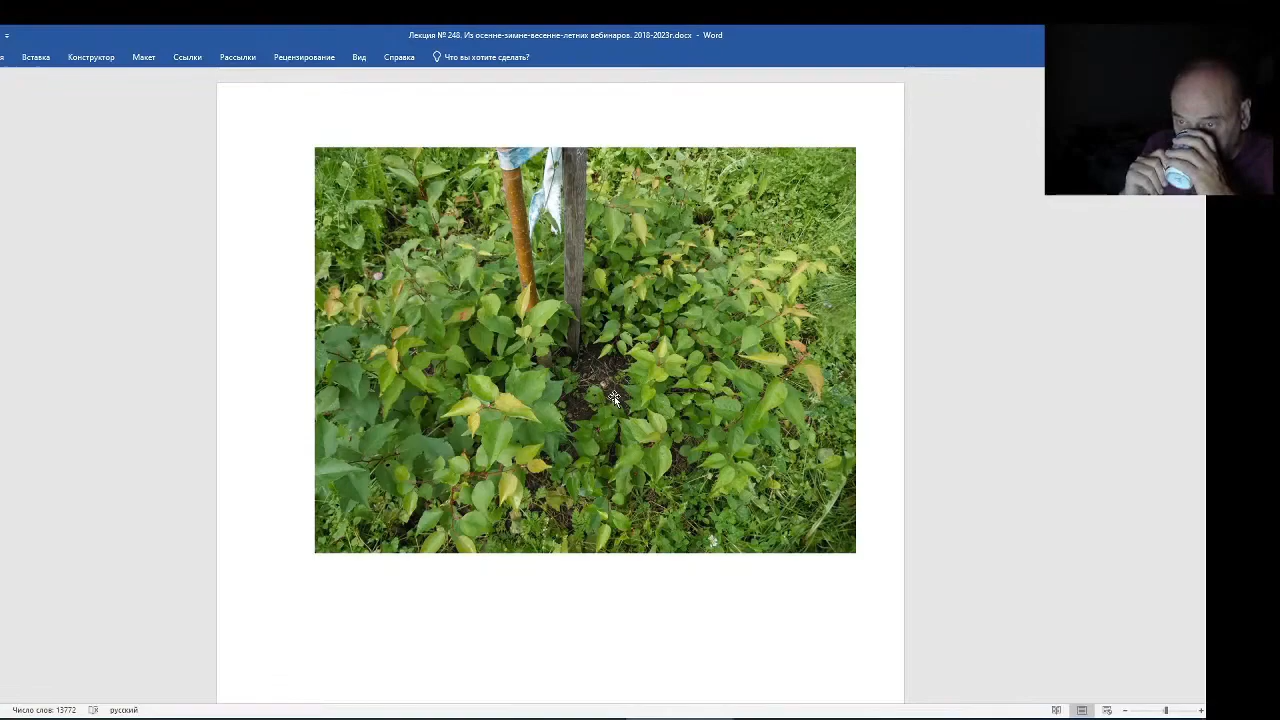 Лекция № 248. Из осенне-зимне-весенне-летних вебинаров. 2018-2023г.docx - Word
я Вставка Конструктор Макет Ссылки Рассылки Рецензирование Вид Справка Что вы хотите сделать?
Число слов: 13772 русский